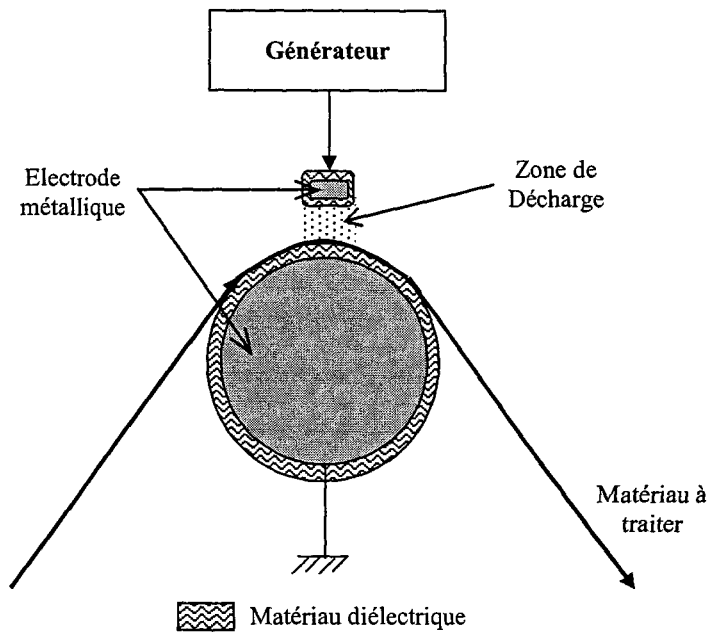 Générateur
Electrode
métallique
Zone de
Décharge
Matériau à
traiter
Matériau diélectrique